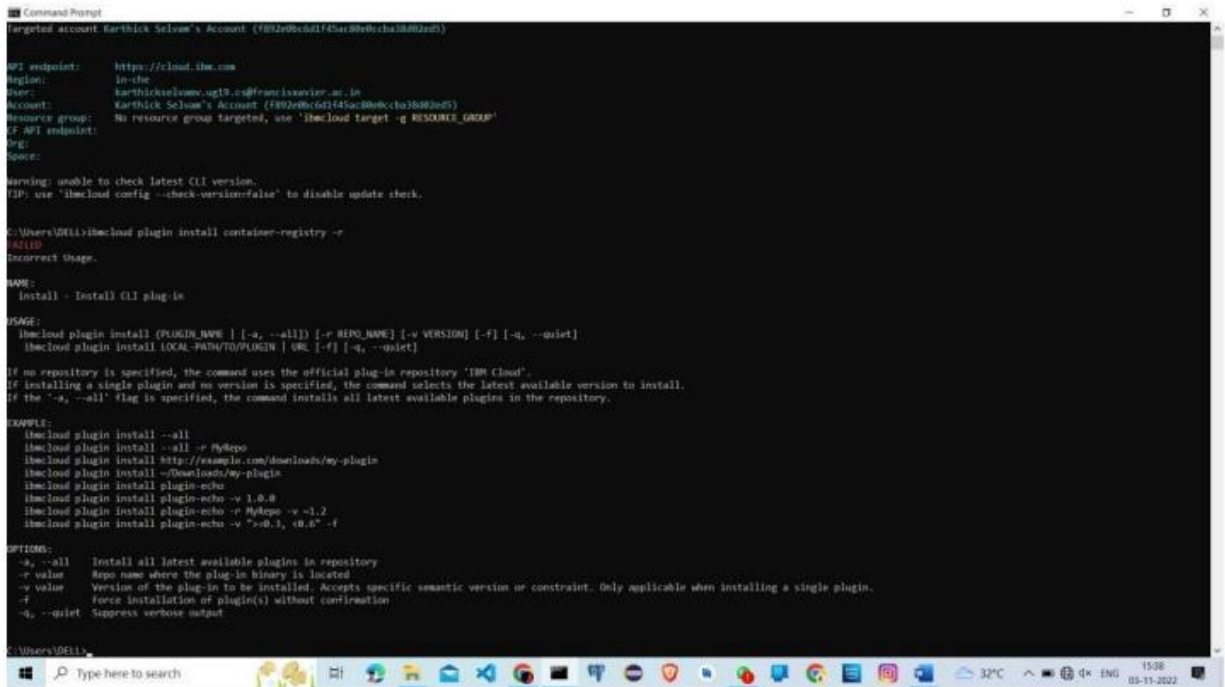 Command Prompt
Targeted account Karthick Selvam's Account
API endpoint: https://cloud.ibm.com
Region: in-che
User: karthickselvamv.ug19.cs@francisxavier.ac.in
Account: Karthick Selvam's Account
Resource group: No resource group targeted, use 'ibmcloud target -g RESOURCE_GROUP'
CF API endpoint:
Org:
Space:
Warning: unable to check latest CLI version.
TIP: use 'ibmcloud config --check-version=false' to disable update check.
C:\Users\DELL>ibmcloud plugin install container-registry -r
FAILED
Incorrect Usage.
NAME:
install - Install CLI plug-in
USAGE:
ibmcloud plugin install (PLUGIN_NAME | [-a, --all]) [-r REPO_NAME] [-v VERSION] [-f] [-q, --quiet]
ibmcloud plugin install LOCAL-PATH/TO/PLUGIN | URL [-f] [-q, --quiet]
If no repository is specified, the command uses the official plug-in repository 'IBM Cloud'.
If installing a single plugin and no version is specified, the command selects the latest available version to install.
If the '-a, --all' flag is specified, the command installs all latest available plugins in the repository.
EXAMPLE:
ibmcloud plugin install --all
ibmcloud plugin install --all -r MyRepo
ibmcloud plugin install http://example.com/downloads/my-plugin
ibmcloud plugin install ~/Downloads/my-plugin
ibmcloud plugin install plugin-echo
ibmcloud plugin install plugin-echo -v 1.0.0
ibmcloud plugin install plugin-echo -r MyRepo -v ~1.2
ibmcloud plugin install plugin-echo -v ">=0.3, <0.6" -f
OPTIONS:
-a, --all Install all latest available plugins in repository
-r value Repo name where the plug-in binary is located
-v value Version of the plug-in to be installed. Accepts specific semantic version or constraint. Only applicable when installing a single plugin.
-f Force installation of plugin(s) without confirmation
-q, --quiet Suppress verbose output
C:\Users\DELL>
Type here to search
32°C
ENG
15:38
03-11-2022